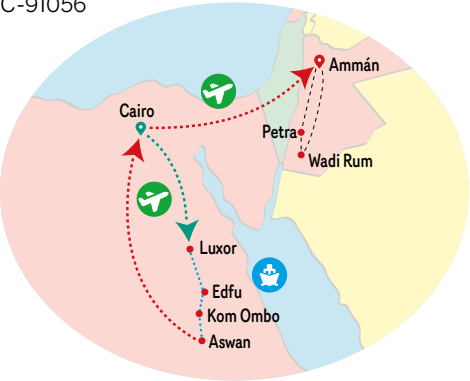 C-91056
Ammán
Cairo
Petra
Wadi Rum
Luxor
Edfu
Kom Ombo
Aswan